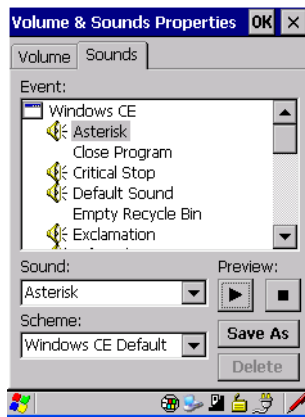 Volume & Sounds Properties OK ×
Volume Sounds
Event:
Windows CE
Asterisk
Close Program
Critical Stop
Default Sound
Empty Recycle Bin
Exclamation
Sound: Preview:
Asterisk
Scheme:
Save As
Windows CE Default
Delete